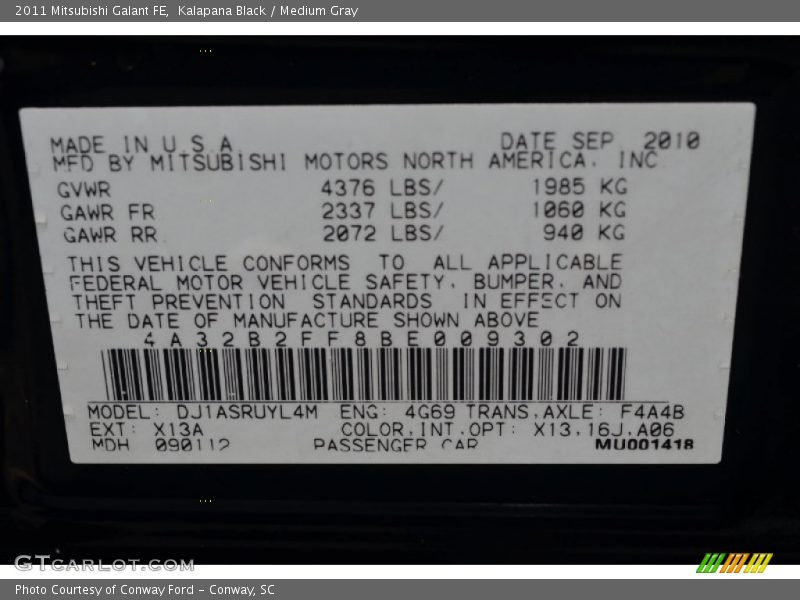 2011 Mitsubishi Galant FE,  Kalapana Black / Medium Gray
MADE IN U.S.A. DATE SEP 2010
MFD BY MITSUBISHI MOTORS NORTH AMERICA. INC
GVWR 4376 LBS/ 1985 KG
GAWR FR 2337 LBS/ 1060 KG
GAWR RR 2072 LBS/ 940 KG
THIS VEHICLE CONFORMS TO ALL APPLICABLE
FEDERAL MOTOR VEHICLE SAFETY. BUMPER. AND
THEFT PREVENTION STANDARDS IN EFFECT ON
THE DATE OF MANUFACTURE SHOWN ABOVE
4A32B2FF8BE009302
MODEL: DJ1ASRUYL4M ENG: 4G69 TRANS.AXLE: F4A4B
EXT: X13A COLOR.INT.OPT: X13.16J.A06
MDH 090112 PASSENGER CAR MU001418
GTCARLOT.COM
Photo Courtesy of Conway Ford – Conway, SC